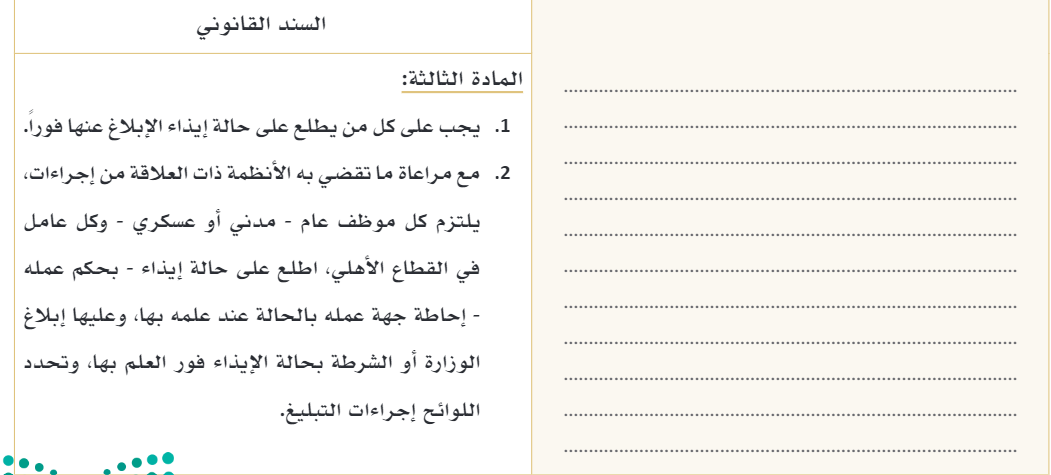 السند القانوني
المادة الثالثة:
1. يجب على كل من يطلع على حالة إيذاء الإبلاغ عنها فوراً.
2. مع مراعاة ما تقضي به الأنظمة ذات العلاقة من إجراءات،
يلتزم كل موظف عام - مدني أو عسكري - وكل عامل
في القطاع الأهلي، اطلع على حالة إيذاء - بحكم عمله
- إحاطة جهة عمله بالحالة عند علمه بها، وعليها إبلاغ
الوزارة أو الشرطة بحالة الإيذاء فور العلم بها، وتحدد
اللوائح إجراءات التبليغ.